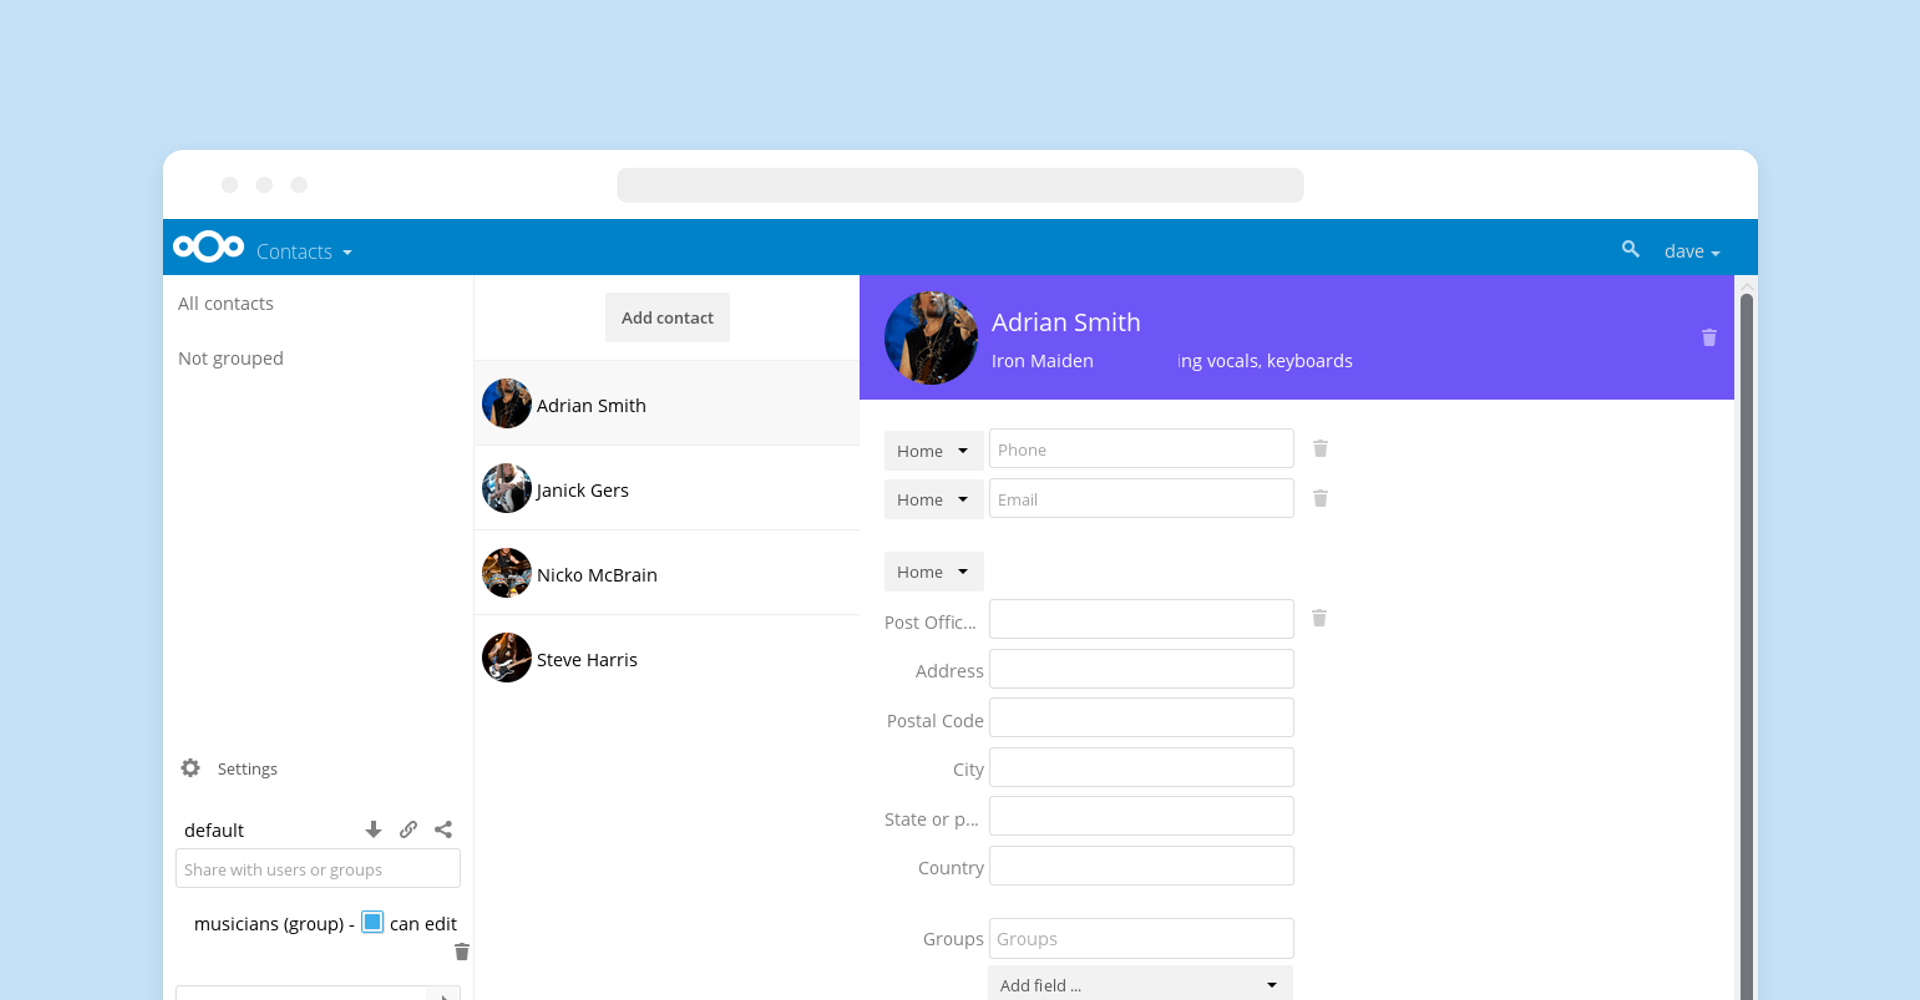 Contacts
dave
All contacts
Not grouped
Settings
default
Share with users or groups
musicians (group) - can edit
Add contact
Adrian Smith
Janick Gers
Nicko McBrain
Steve Harris
Adrian Smith
Iron Maiden ing vocals, keyboards
Home Phone
Home Email
Home
Post Offic...
Address
Postal Code
City
State or p...
Country
Groups Groups
Add field ...